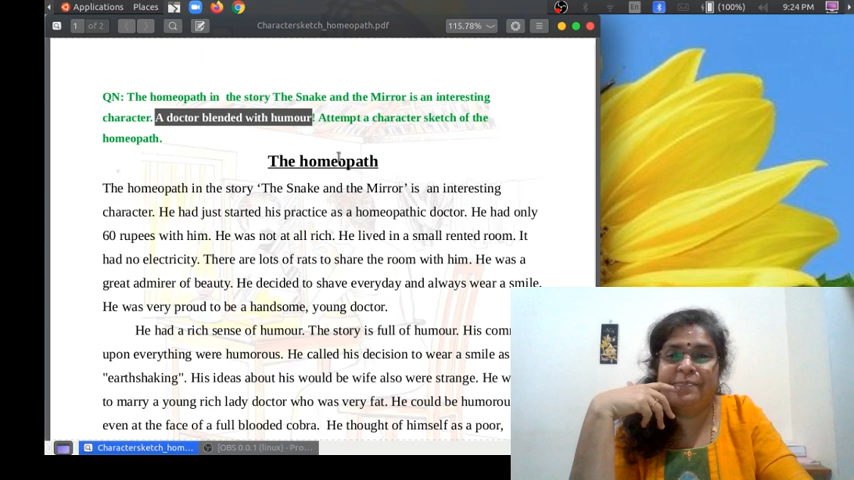 Applications Places En (100%) 9:24 PM
1 of 2 Charactersketch_homeopath.pdf 115.78%
QN: The homeopath in the story The Snake and the Mirror is an interesting
character. A doctor blended with humour! Attempt a character sketch of the
homeopath.
The homeopath
The homeopath in the story ‘The Snake and the Mirror’ is an interesting
character. He had just started his practice as a homeopathic doctor. He had only
60 rupees with him. He was not at all rich. He lived in a small rented room. It
had no electricity. There are lots of rats to share the room with him. He was a
great admirer of beauty. He decided to shave everyday and always wear a smile.
He was very proud to be a handsome, young doctor.
He had a rich sense of humour. The story is full of humour. His com
upon everything were humorous. He called his decision to wear a smile as
"earthshaking". His ideas about his would be wife also were strange. He w
to marry a young rich lady doctor who was very fat. He could be humorou
even at the face of a full blooded cobra. He thought of himself as a poor,
Charactersketch_hom... [OBS 0.0.1 (linux) - Pro...